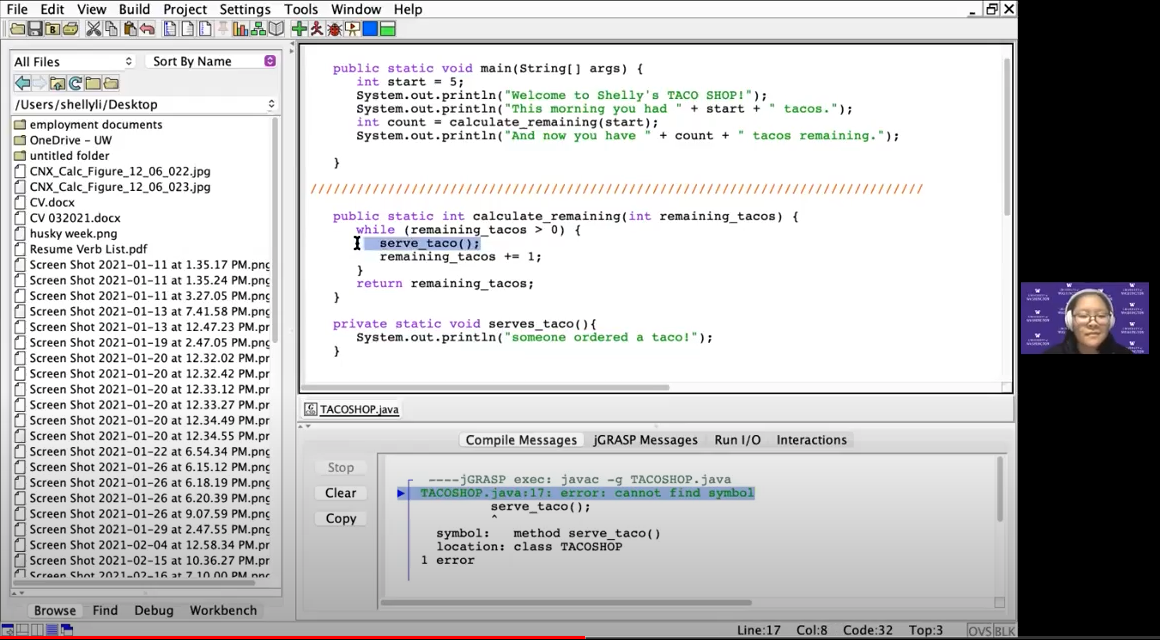 File Edit View Build Project Settings Tools Window Help
All Files Sort By Name
/Users/shellyli/Desktop
employment documents
OneDrive - UW
untitled folder
CNX_Calc_Figure_12_06_022.jpg
CNX_Calc_Figure_12_06_023.jpg
CV.docx
CV 032021.docx
husky week.png
Resume Verb List.pdf
Screen Shot 2021-01-11 at 1.35.17 PM.png
Screen Shot 2021-01-11 at 1.35.24 PM.png
Screen Shot 2021-01-11 at 3.27.05 PM.png
Screen Shot 2021-01-13 at 7.41.58 PM.png
Screen Shot 2021-01-13 at 12.47.23 PM.png
Screen Shot 2021-01-19 at 2.47.05 PM.png
Screen Shot 2021-01-20 at 12.32.02 PM.pr
Screen Shot 2021-01-20 at 12.32.42 PM.pr
Screen Shot 2021-01-20 at 12.33.12 PM.pr
Screen Shot 2021-01-20 at 12.33.27 PM.pr
Screen Shot 2021-01-20 at 12.34.49 PM.pr
Screen Shot 2021-01-20 at 12.34.55 PM.pr
Screen Shot 2021-01-22 at 6.54.34 PM.png
Screen Shot 2021-01-26 at 6.15.12 PM.png
Screen Shot 2021-01-26 at 6.18.19 PM.png
Screen Shot 2021-01-26 at 6.20.39 PM.png
Screen Shot 2021-01-26 at 9.07.59 PM.png
Screen Shot 2021-01-29 at 2.47.55 PM.png
Screen Shot 2021-02-04 at 12.58.34 PM.pr
Screen Shot 2021-02-15 at 10.36.27 PM.pr
Screen Shot 2021-02-16 at 7.10.00 PM.png
Browse Find Debug Workbench
public static void main(String[] args) {
int start = 5;
System.out.println("Welcome to Shelly's TACO SHOP!");
System.out.println("This morning you had " + start + " tacos.");
int count = calculate_remaining(start);
System.out.println("And now you have " + count + " tacos remaining.");
}
////////////////////////////////////////////////////////////////////////////////
public static int calculate_remaining(int remaining_tacos) {
while (remaining_tacos > 0) {
serve_taco();
remaining_tacos += 1;
}
return remaining_tacos;
}
private static void serves_taco(){
System.out.println("someone ordered a taco!");
}
TACOSHOP.java
Compile Messages jGRASP Messages Run I/O Interactions
Stop
Clear
Copy
----jGRASP exec: javac -g TACOSHOP.java
TACOSHOP.java:17: error: cannot find symbol
serve_taco();
^
symbol: method serve_taco()
location: class TACOSHOP
1 error
Line:17 Col:8 Code:32 Top:3 OVS BLK